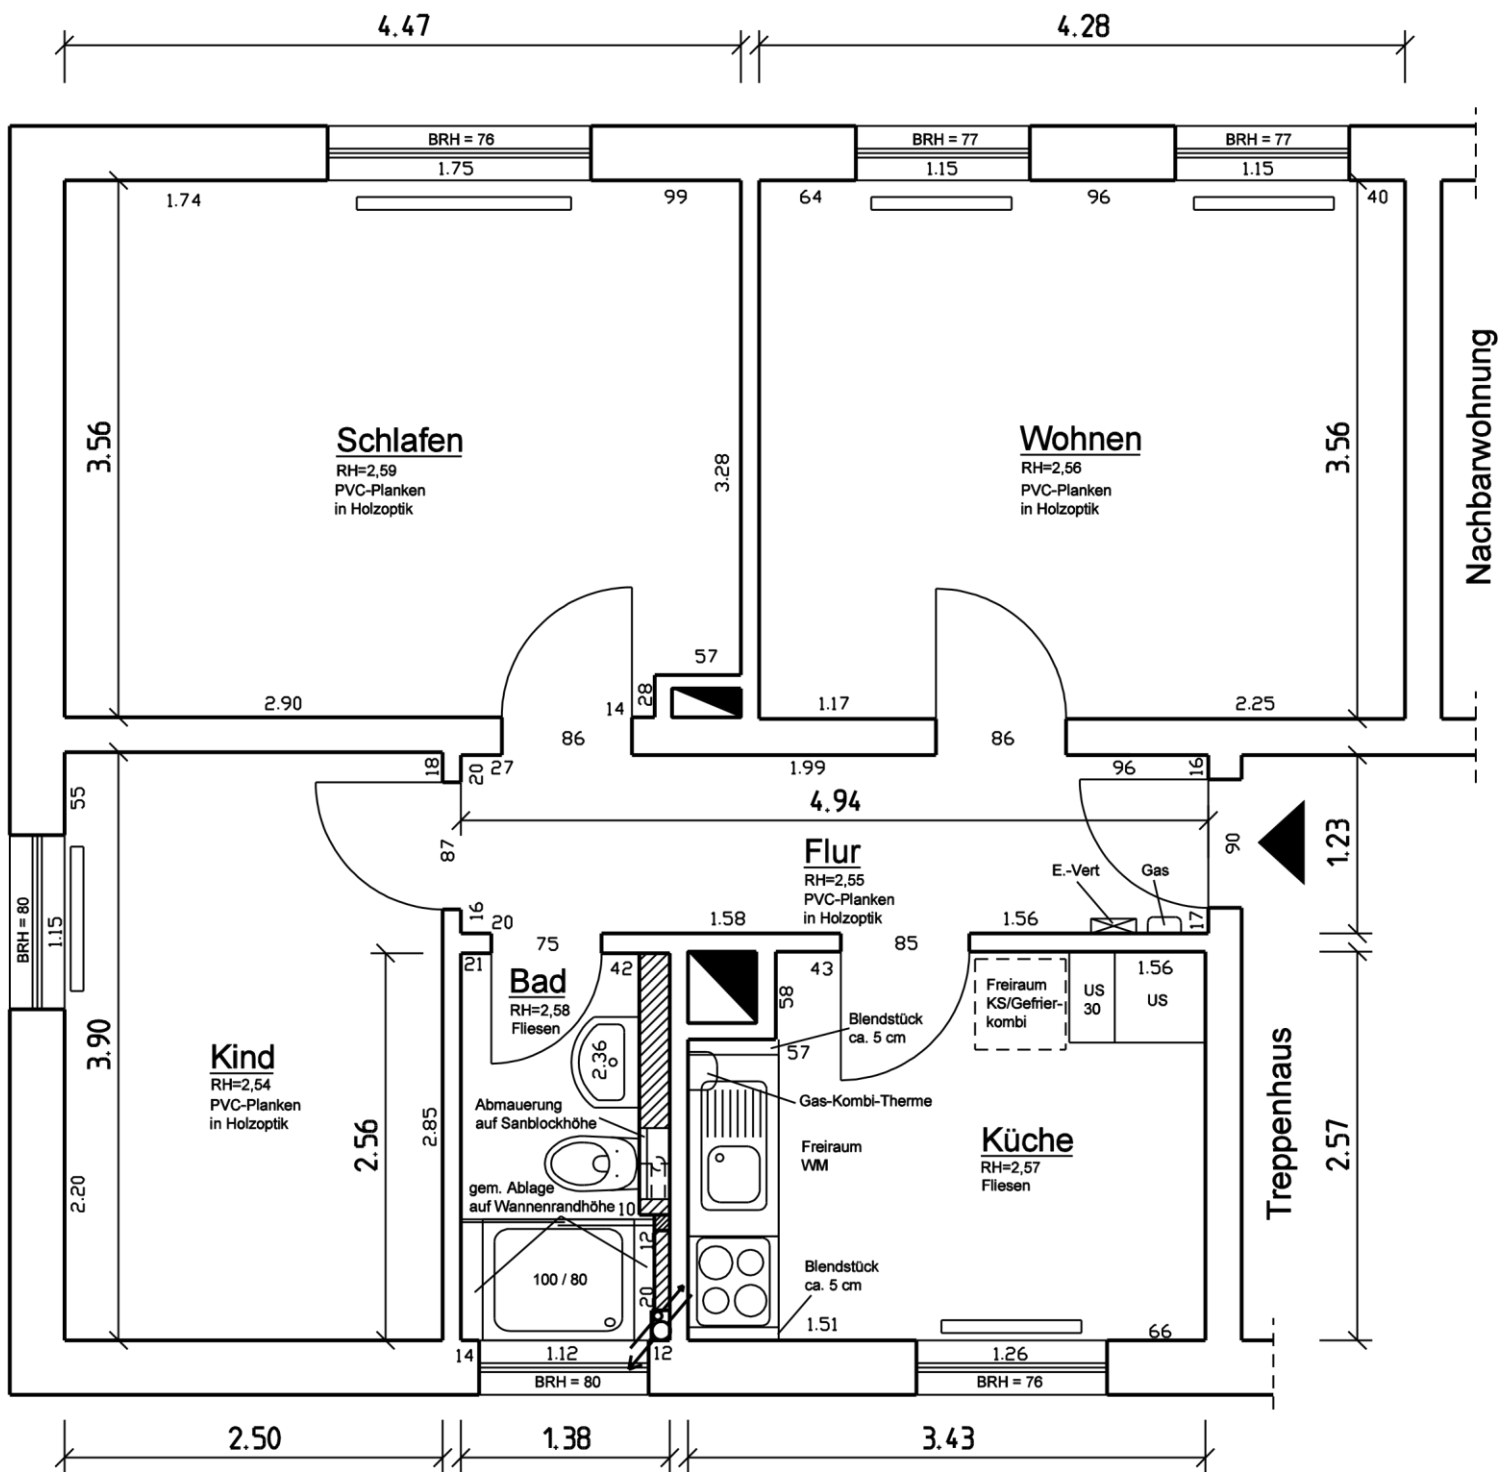 4.47
4.28
BRH = 76
BRH = 77
BRH = 77
1.75
1.15
1.15
1.74
99
64
96
40
3.56
Schlafen
RH=2,59
PVC-Planken
in Holzoptik
3.28
Wohnen
RH=2,56
PVC-Planken
in Holzoptik
3.56
Nachbarwohnung
57
28
2.90
14
1.17
2.25
86
86
18
20
27
1.99
96
16
4.94
55
87
90
1.23
Flur
RH=2,55
PVC-Planken
in Holzoptik
E.-Vert
Gas
BRH = 80
1.15
16
20
1.58
1.56
17
75
85
21
42
43
1.56
Bad
RH=2,58
Fliesen
58
Freiraum
KS/Gefrier-
kombi
US
30
US
Blendstück
ca. 5 cm
57
2.36
3.90
Kind
RH=2,54
PVC-Planken
in Holzoptik
2.56
2.85
Abmauerung
auf Sanblockhöhe
Gas-Kombi-Therme
Freiraum
WM
Küche
RH=2,57
Fliesen
2.57
Treppenhaus
2.20
gem. Ablage
auf Wannenrandhöhe
10
12
100 / 80
20
Blendstück
ca. 5 cm
1.51
66
14
1.12
12
1.26
BRH = 80
BRH = 76
2.50
1.38
3.43